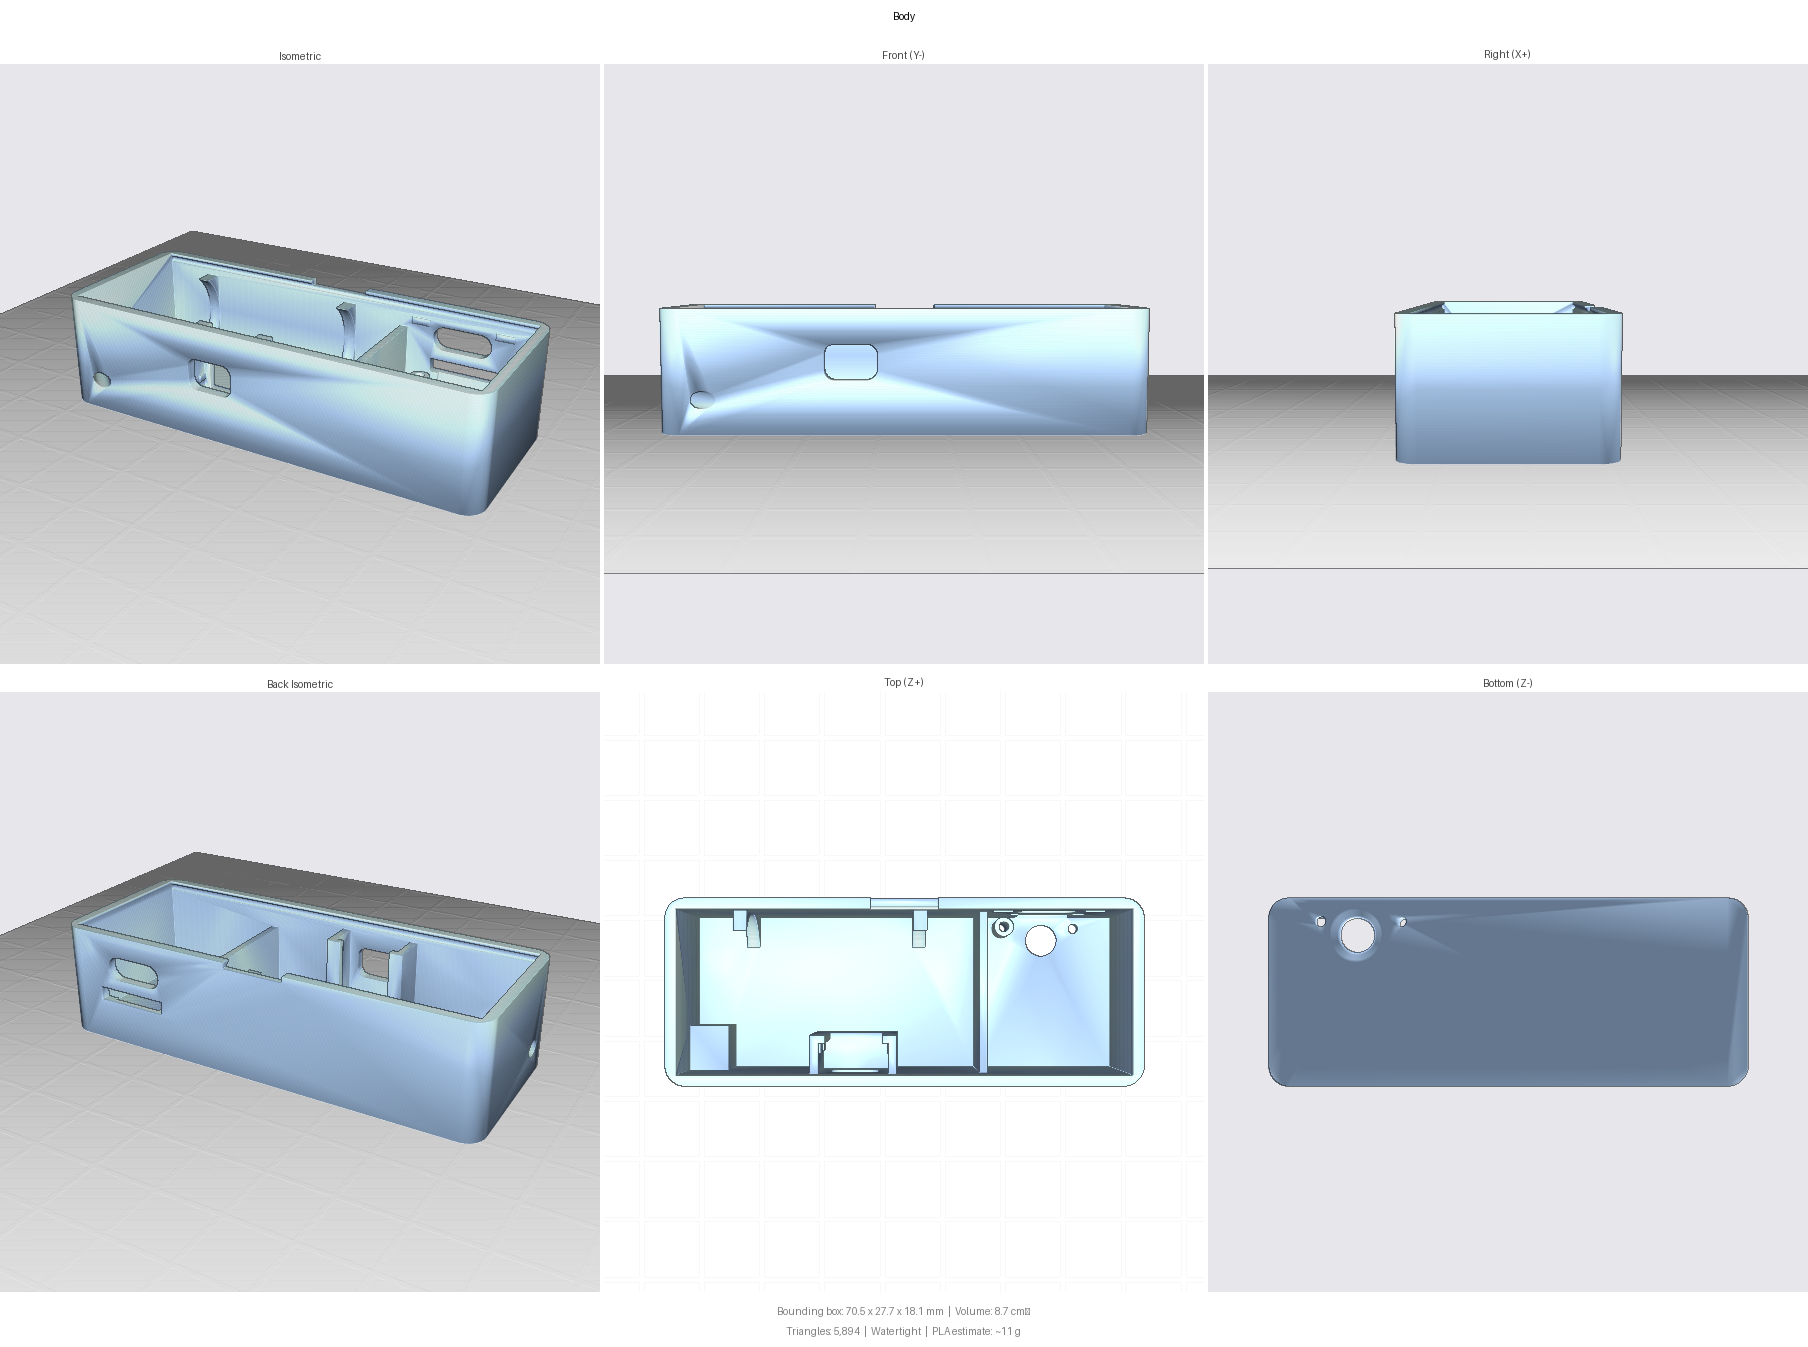 Body
Isometric
Front (Y-)
Right (X+)
Back Isometric
Top (Z+)
Bottom (Z-)
Bounding box: 70.5 x 27.7 x 18.1 mm | Volume: 8.7 cm▯
Triangles: 5,894 | Watertight | PLA estimate: ~11 g